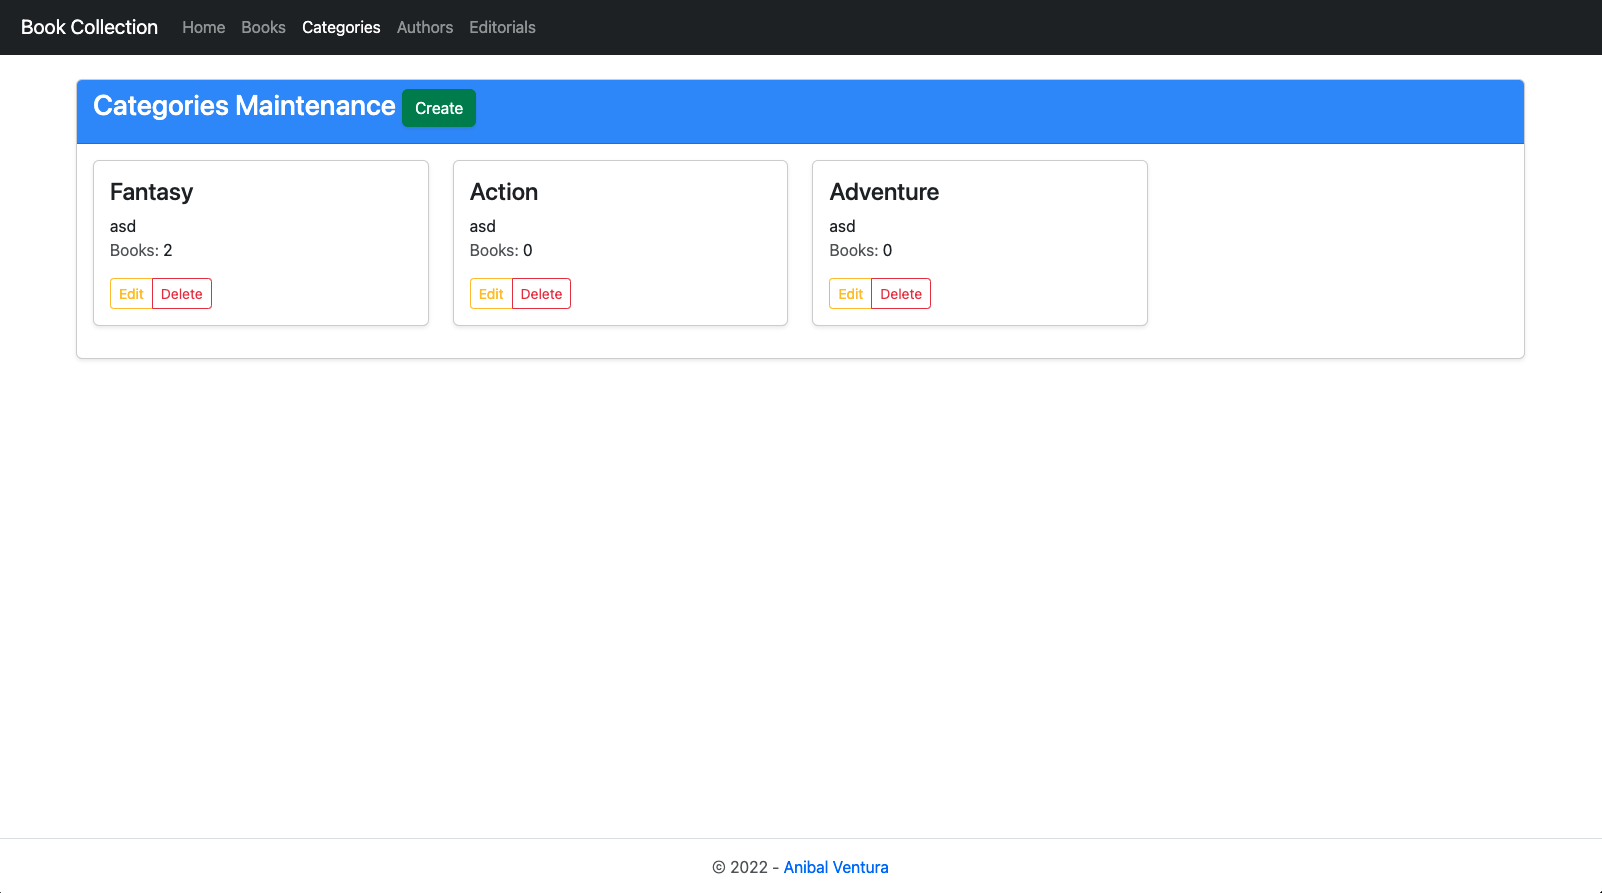 Book Collection Home Books Categories Authors Editorials
Categories Maintenance Create
Fantasy
asd
Books: 2
Edit Delete
Action
asd
Books: 0
Edit Delete
Adventure
asd
Books: 0
Edit Delete
© 2022 - Anibal Ventura